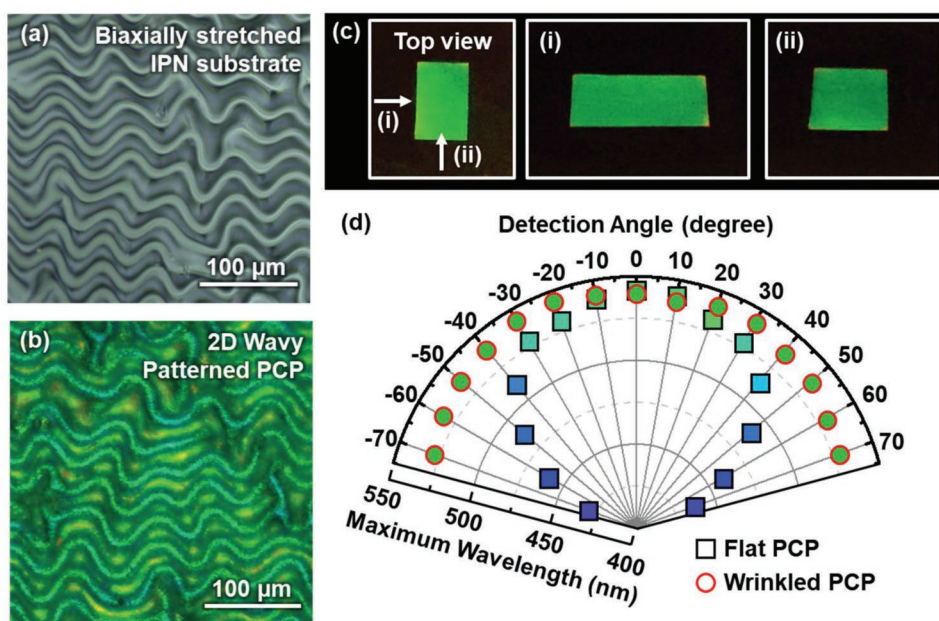 (a)
Biaxially stretched
IPN substrate
100 μm
(b)
2D Wavy
Patterned PCP
100 μm
(c)
Top view
(i)
(ii)
(i)
(ii)
(d)
Detection Angle (degree)
-70
-60
-50
-40
-30
-20
-10
0
10
20
30
40
50
60
70
550
500
450
400
Maximum Wavelength (nm)
Flat PCP
Wrinkled PCP